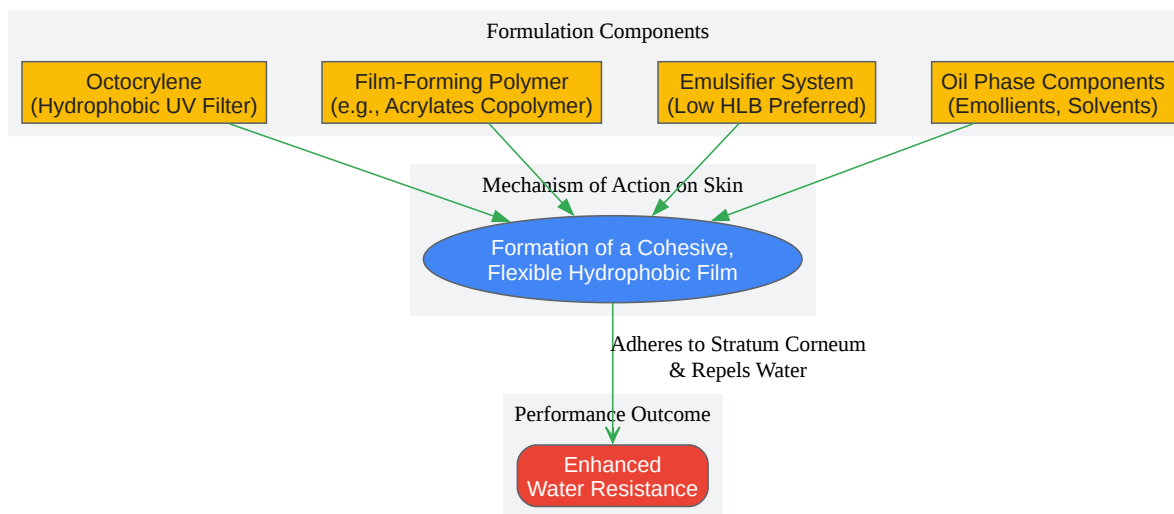 Formulation Components
Octocrylene
(Hydrophobic UV Filter)
Film-Forming Polymer
(e.g., Acrylates Copolymer)
Emulsifier System
(Low HLB Preferred)
Oil Phase Components
(Emollients, Solvents)
Mechanism of Action on Skin
Formation of a Cohesive,
Flexible Hydrophobic Film
Adheres to Stratum Corneum
& Repels Water
Performance Outcome
Enhanced
Water Resistance